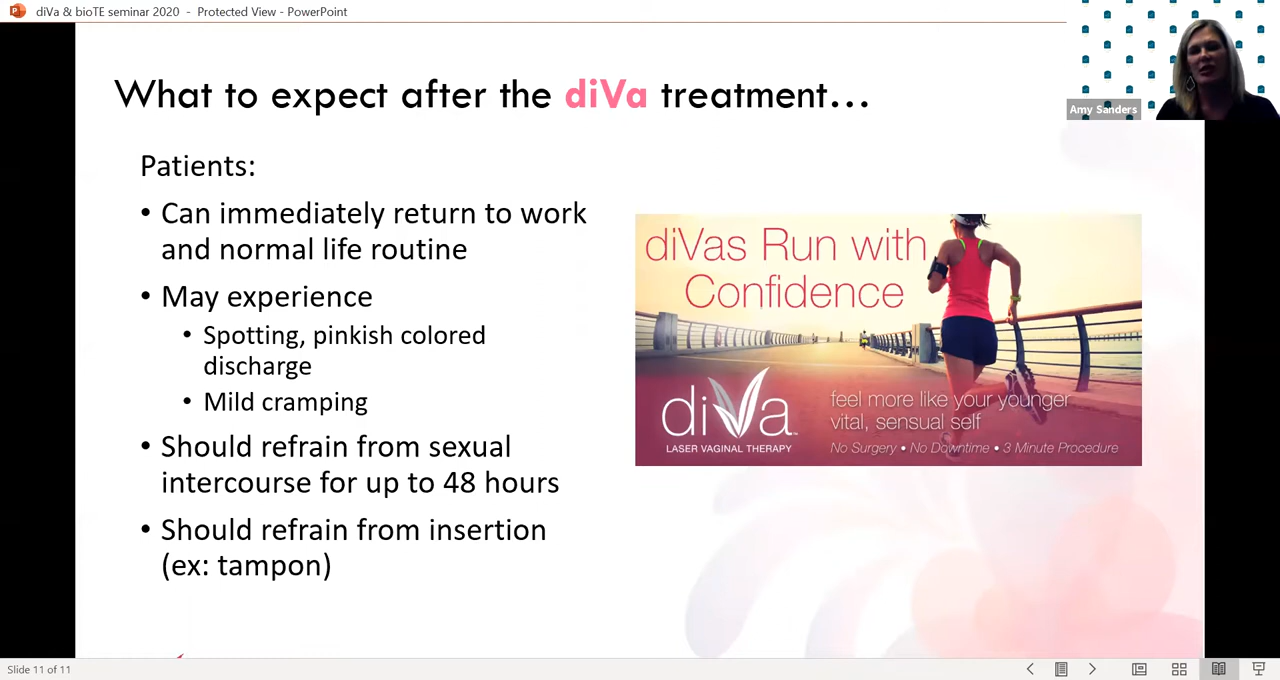 diVa & bioTE seminar 2020 - Protected View - PowerPoint
Amy Sanders
What to expect after the diVa treatment...
Patients:
• Can immediately return to work
and normal life routine
• May experience
• Spotting, pinkish colored
discharge
• Mild cramping
• Should refrain from sexual
intercourse for up to 48 hours
• Should refrain from insertion
(ex: tampon)
diVas Run with
Confidence
diVa™
LASER VAGINAL THERAPY
feel more like your younger
vital, sensual self
No Surgery • No Downtime • 3 Minute Procedure
Slide 11 of 11